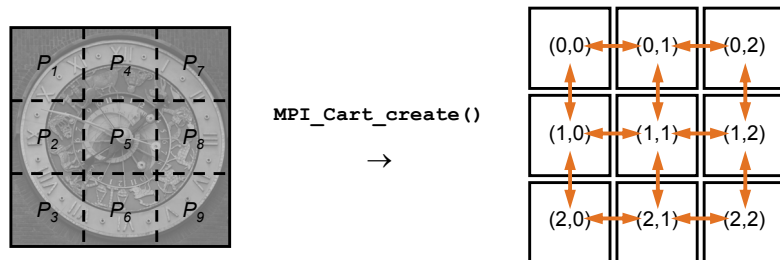 P1 P4 P7
P2 P5 P8
P3 P6 P9
MPI_Cart_create()
→
(0,0) (0,1) (0,2)
(1,0) (1,1) (1,2)
(2,0) (2,1) (2,2)